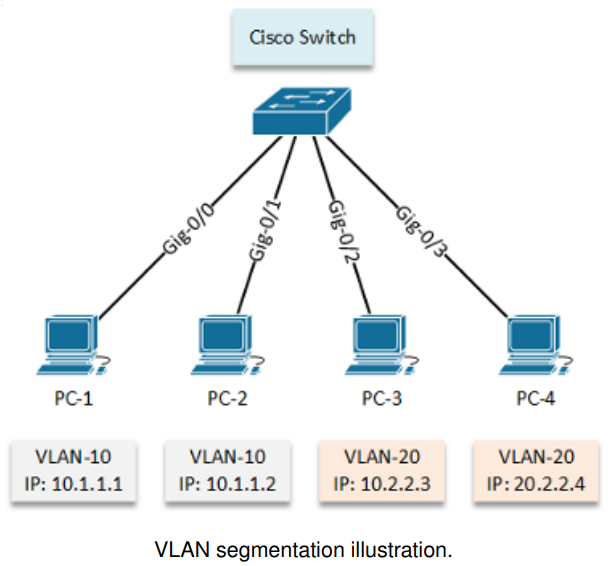 Cisco Switch
Gig-0/0
Gig-0/1
Gig-0/2
Gig-0/3
PC-1
PC-2
PC-3
PC-4
VLAN-10
IP: 10.1.1.1
VLAN-10
IP: 10.1.1.2
VLAN-20
IP: 10.2.2.3
VLAN-20
IP: 20.2.2.4
VLAN segmentation illustration.